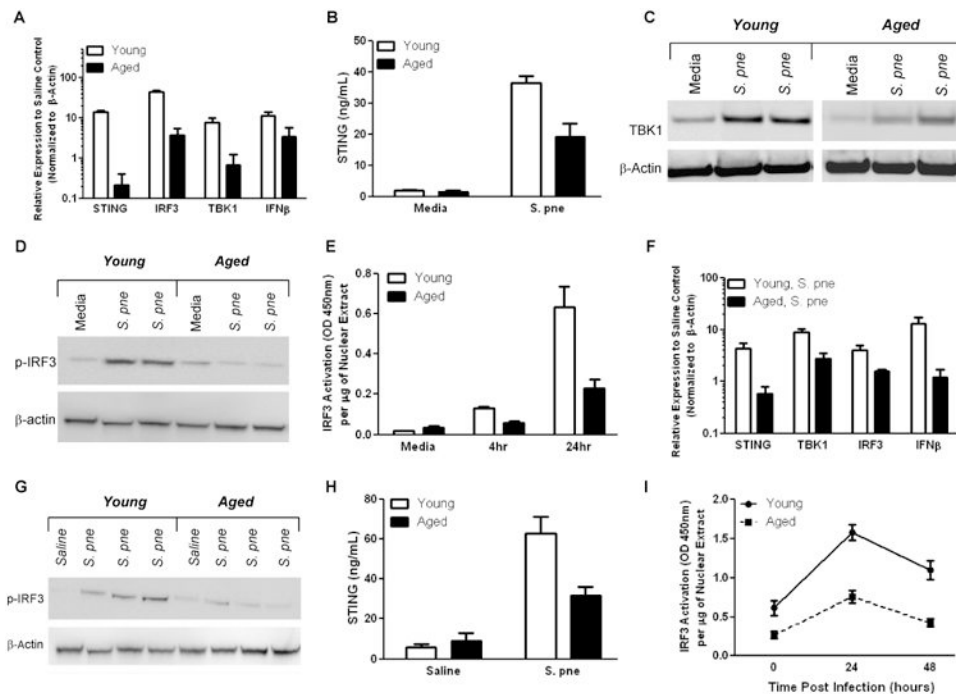 A
Young
Aged
Relative Expression to Saline Control
(Normalized to β-Actin)
100
10
1
0.1
STING IRF3 TBK1 IFNβ
B
Young
Aged
STING (ng/mL)
60
40
20
0
Media S. pne
C
Young Aged
Media S. pne S. pne Media S. pne S. pne
TBK1
β-Actin
D
Young Aged
Media S. pne S. pne Media S. pne S. pne
p-IRF3
β-actin
E
Young
Aged
IRF3 Activation (OD 450nm)
per µg of Nuclear Extract
0.8
0.6
0.4
0.2
0.0
Media 4hr 24hr
F
Young, S. pne
Aged, S. pne
Relative Expression to Saline Control
(Normalized to β-Actin)
100
10
1
0.1
STING TBK1 IRF3 IFNβ
G
Young Aged
Saline S. pne S. pne S. pne Saline S. pne S. pne S. pne
p-IRF3
β-Actin
H
Young
Aged
STING (ng/mL)
80
60
40
20
0
Saline S. pne
I
Young
Aged
IRF3 Activation (OD 450nm)
per µg of Nuclear Extract
2.0
1.5
1.0
0.5
0.0
0 24 48
Time Post Infection (hours)